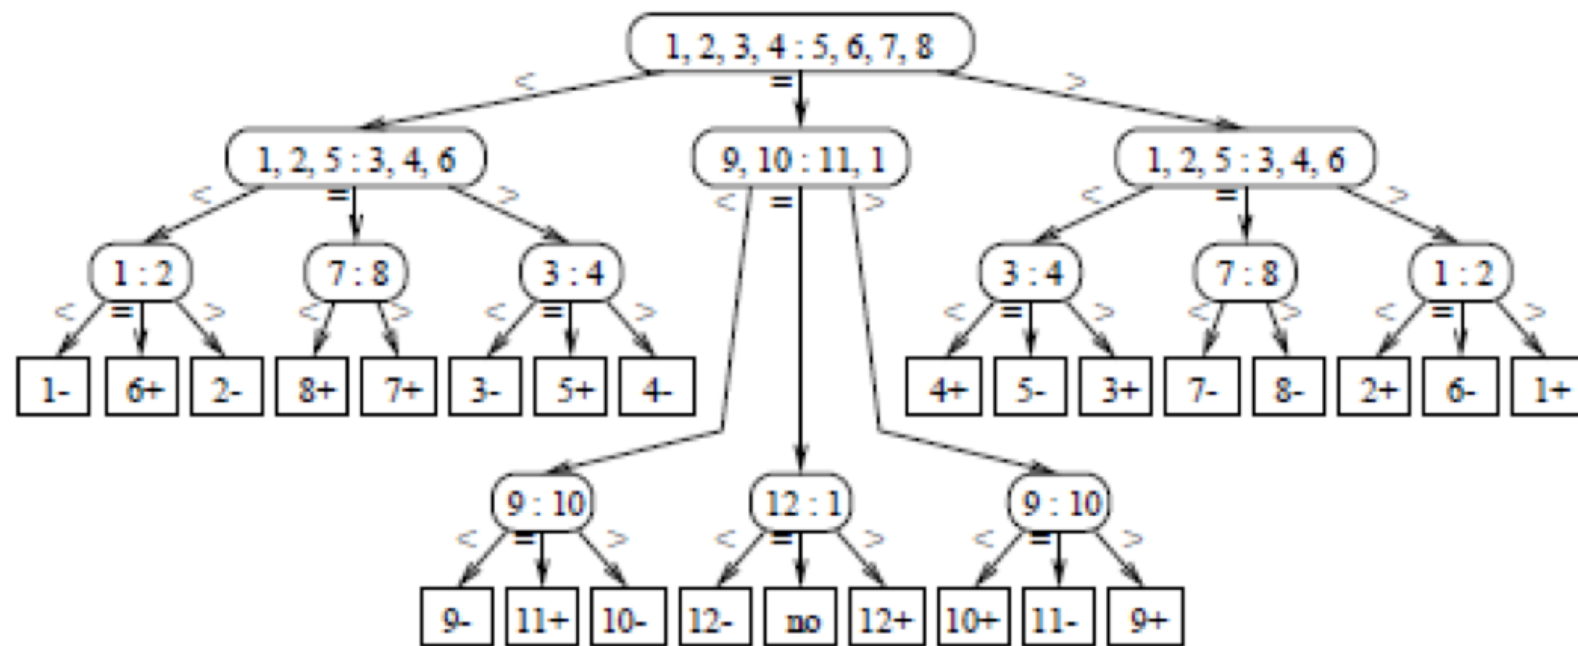 1, 2, 3, 4 : 5, 6, 7, 8
< = >
1, 2, 5 : 3, 4, 6 9, 10 : 11, 1 1, 2, 5 : 3, 4, 6
< = > < = > < = >
1 : 2 7 : 8 3 : 4 3 : 4 7 : 8 1 : 2
< = > < > < = > < = > < > < = >
1- 6+ 2- 8+ 7+ 3- 5+ 4- 4+ 5- 3+ 7- 8- 2+ 6- 1+
9 : 10 12 : 1 9 : 10
< = > < = > < = >
9- 11+ 10- 12- no 12+ 10+ 11- 9+